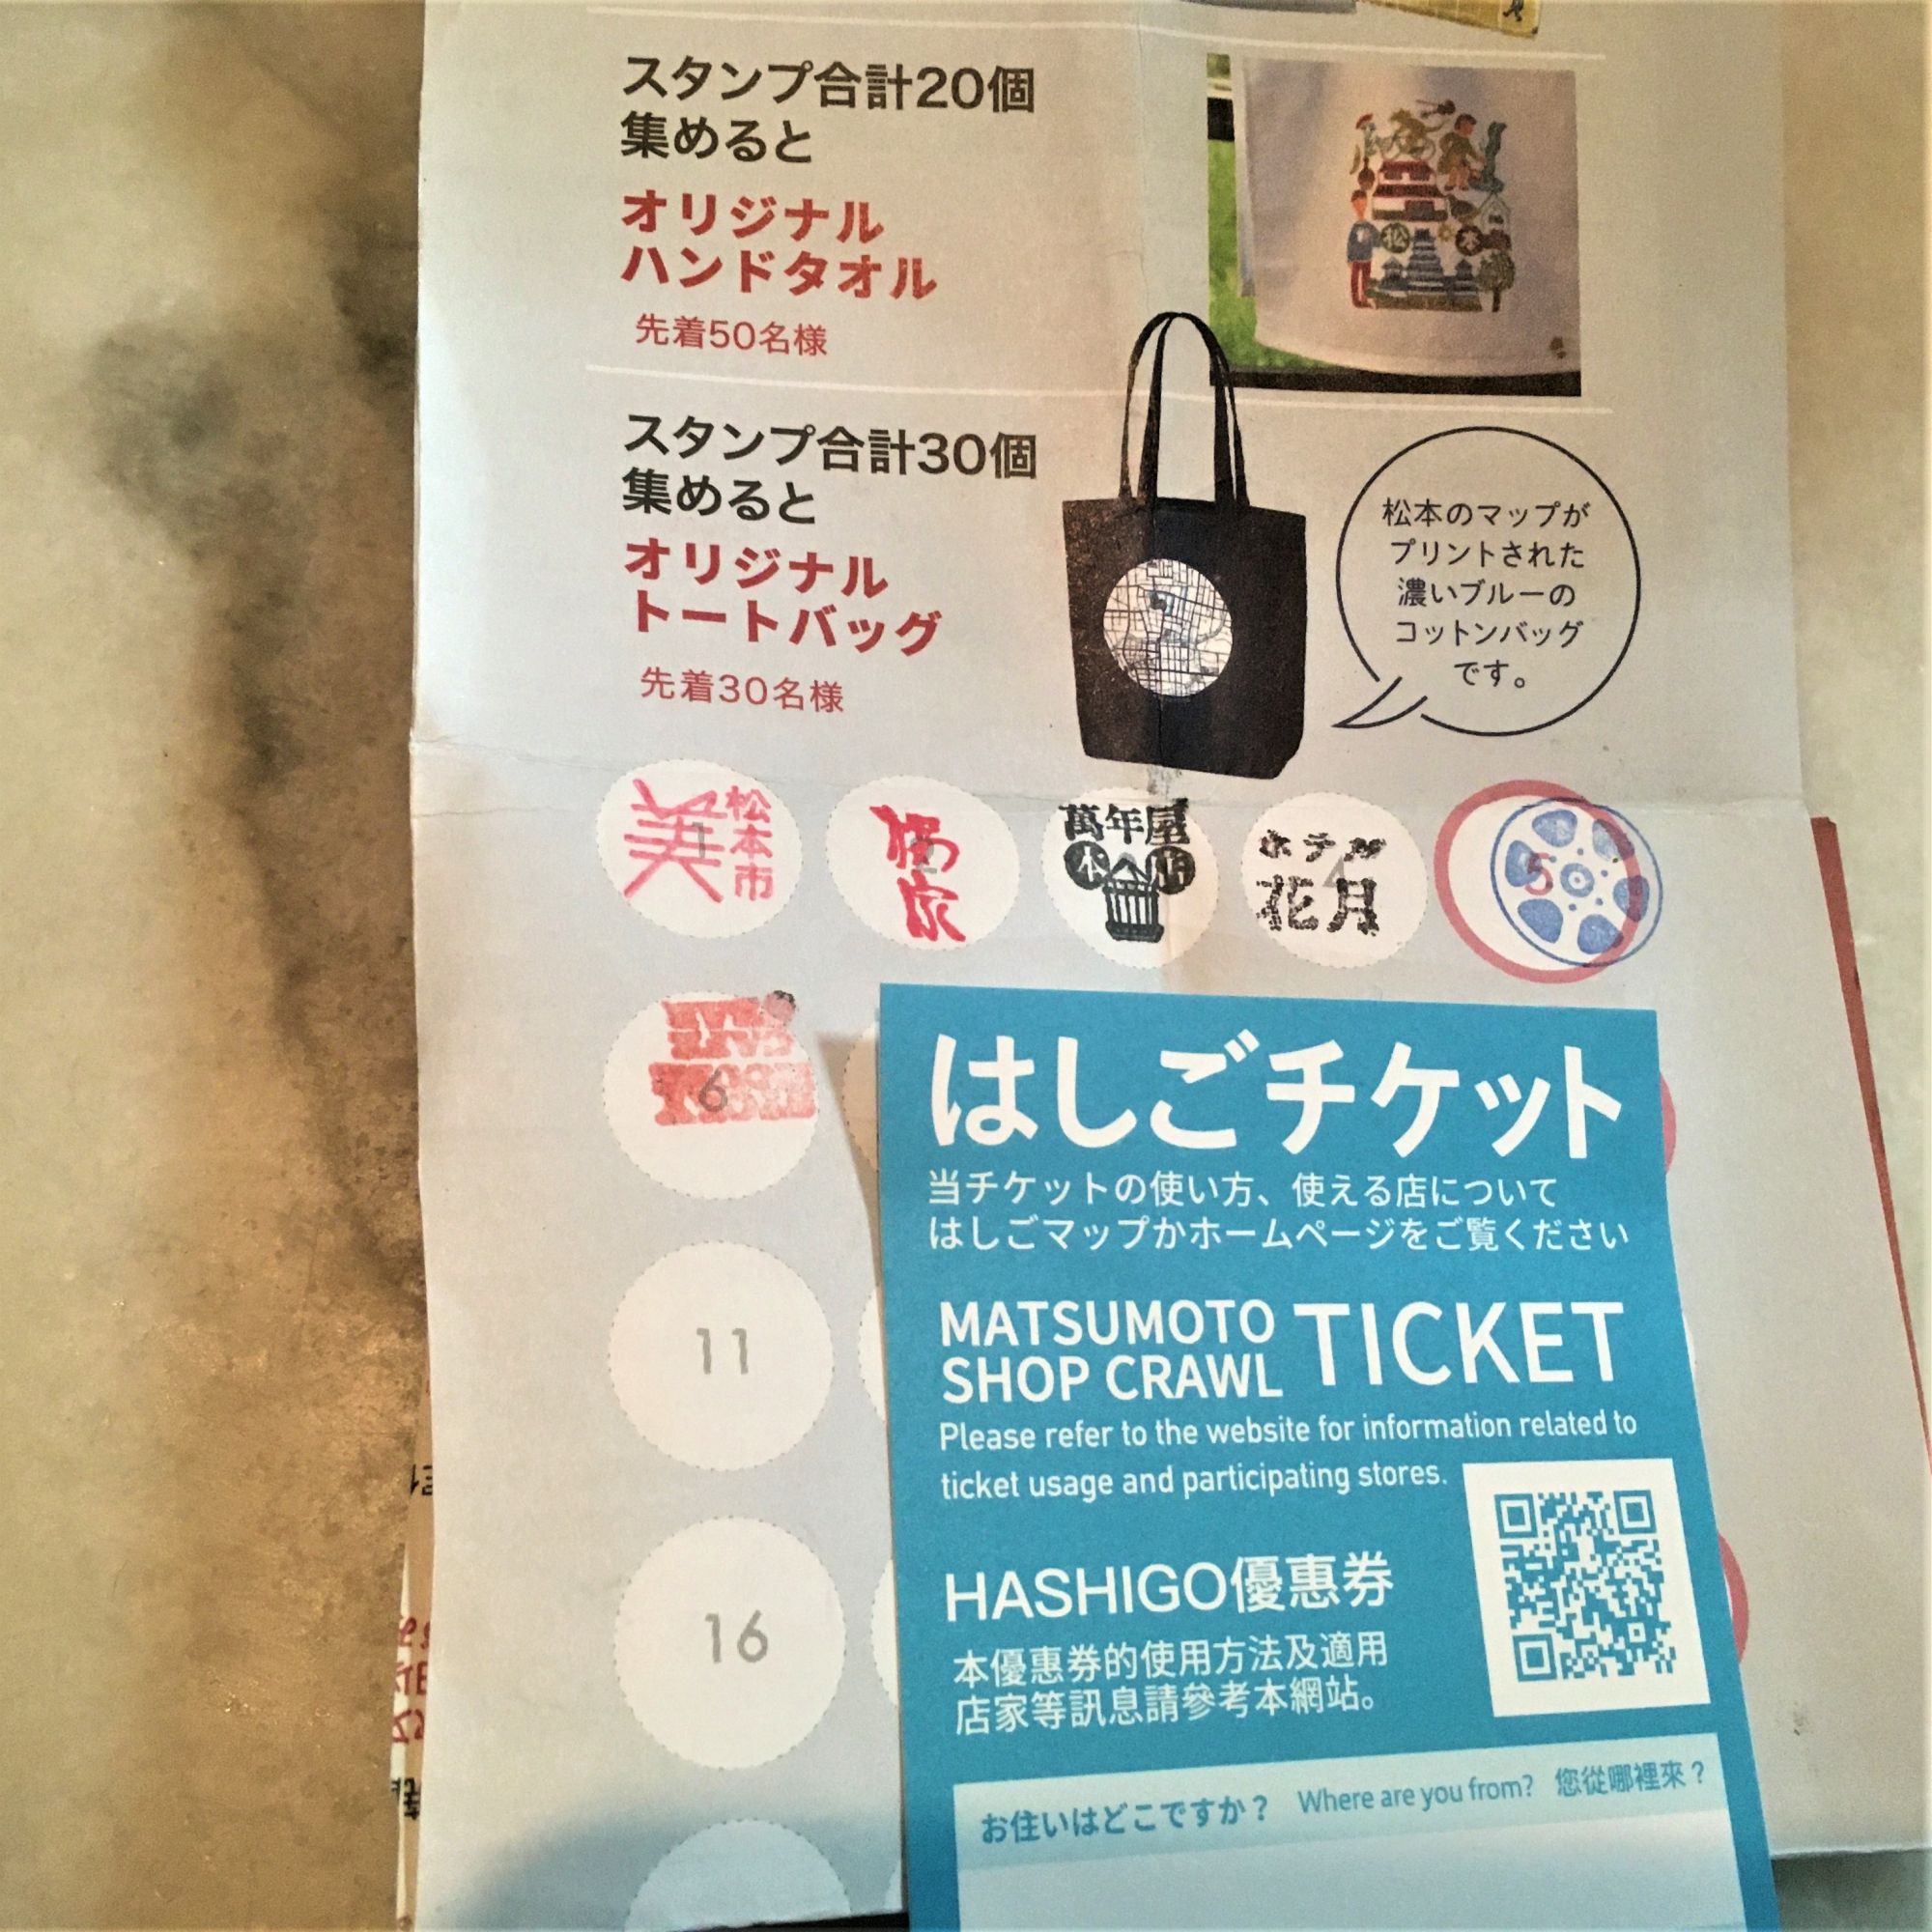 スタンプ合計20個
集めると
オリジナル
ハンドタオル
先着50名様
松 本
スタンプ合計30個
集めると
オリジナル
トートバッグ
先着30名様
松本のマップが
プリントされた
濃いブルーの
コットンバッグ
です。
美 松本市
1
萬年屋
本店
ホテル
花月
4
5
6
11
16
はしごチケット
当チケットの使い方、使える店について
はしごマップかホームページをご覧ください
MATSUMOTO
SHOP CRAWL TICKET
Please refer to the website for information related to
ticket usage and participating stores.
HASHIGO優惠券
本優惠券的使用方法及適用
店家等訊息請參考本網站。
お住いはどこですか？ Where are you from? 您從哪裡來？